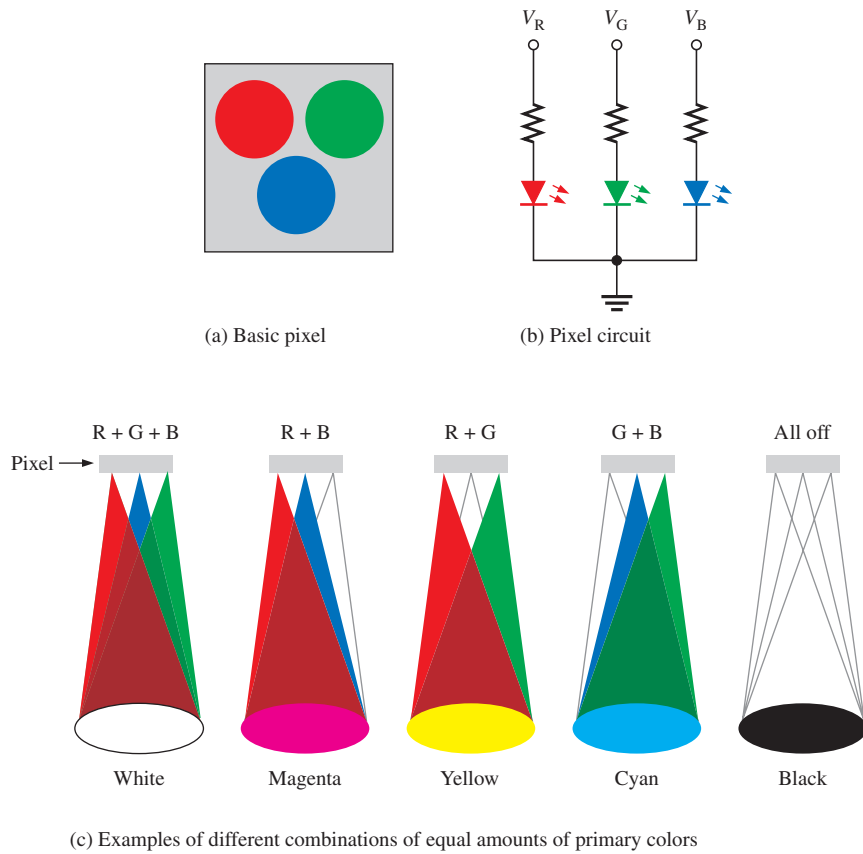 V_R V_G V_B
(a) Basic pixel
(b) Pixel circuit
R + G + B
R + B
R + G
G + B
All off
Pixel
White
Magenta
Yellow
Cyan
Black
(c) Examples of different combinations of equal amounts of primary colors